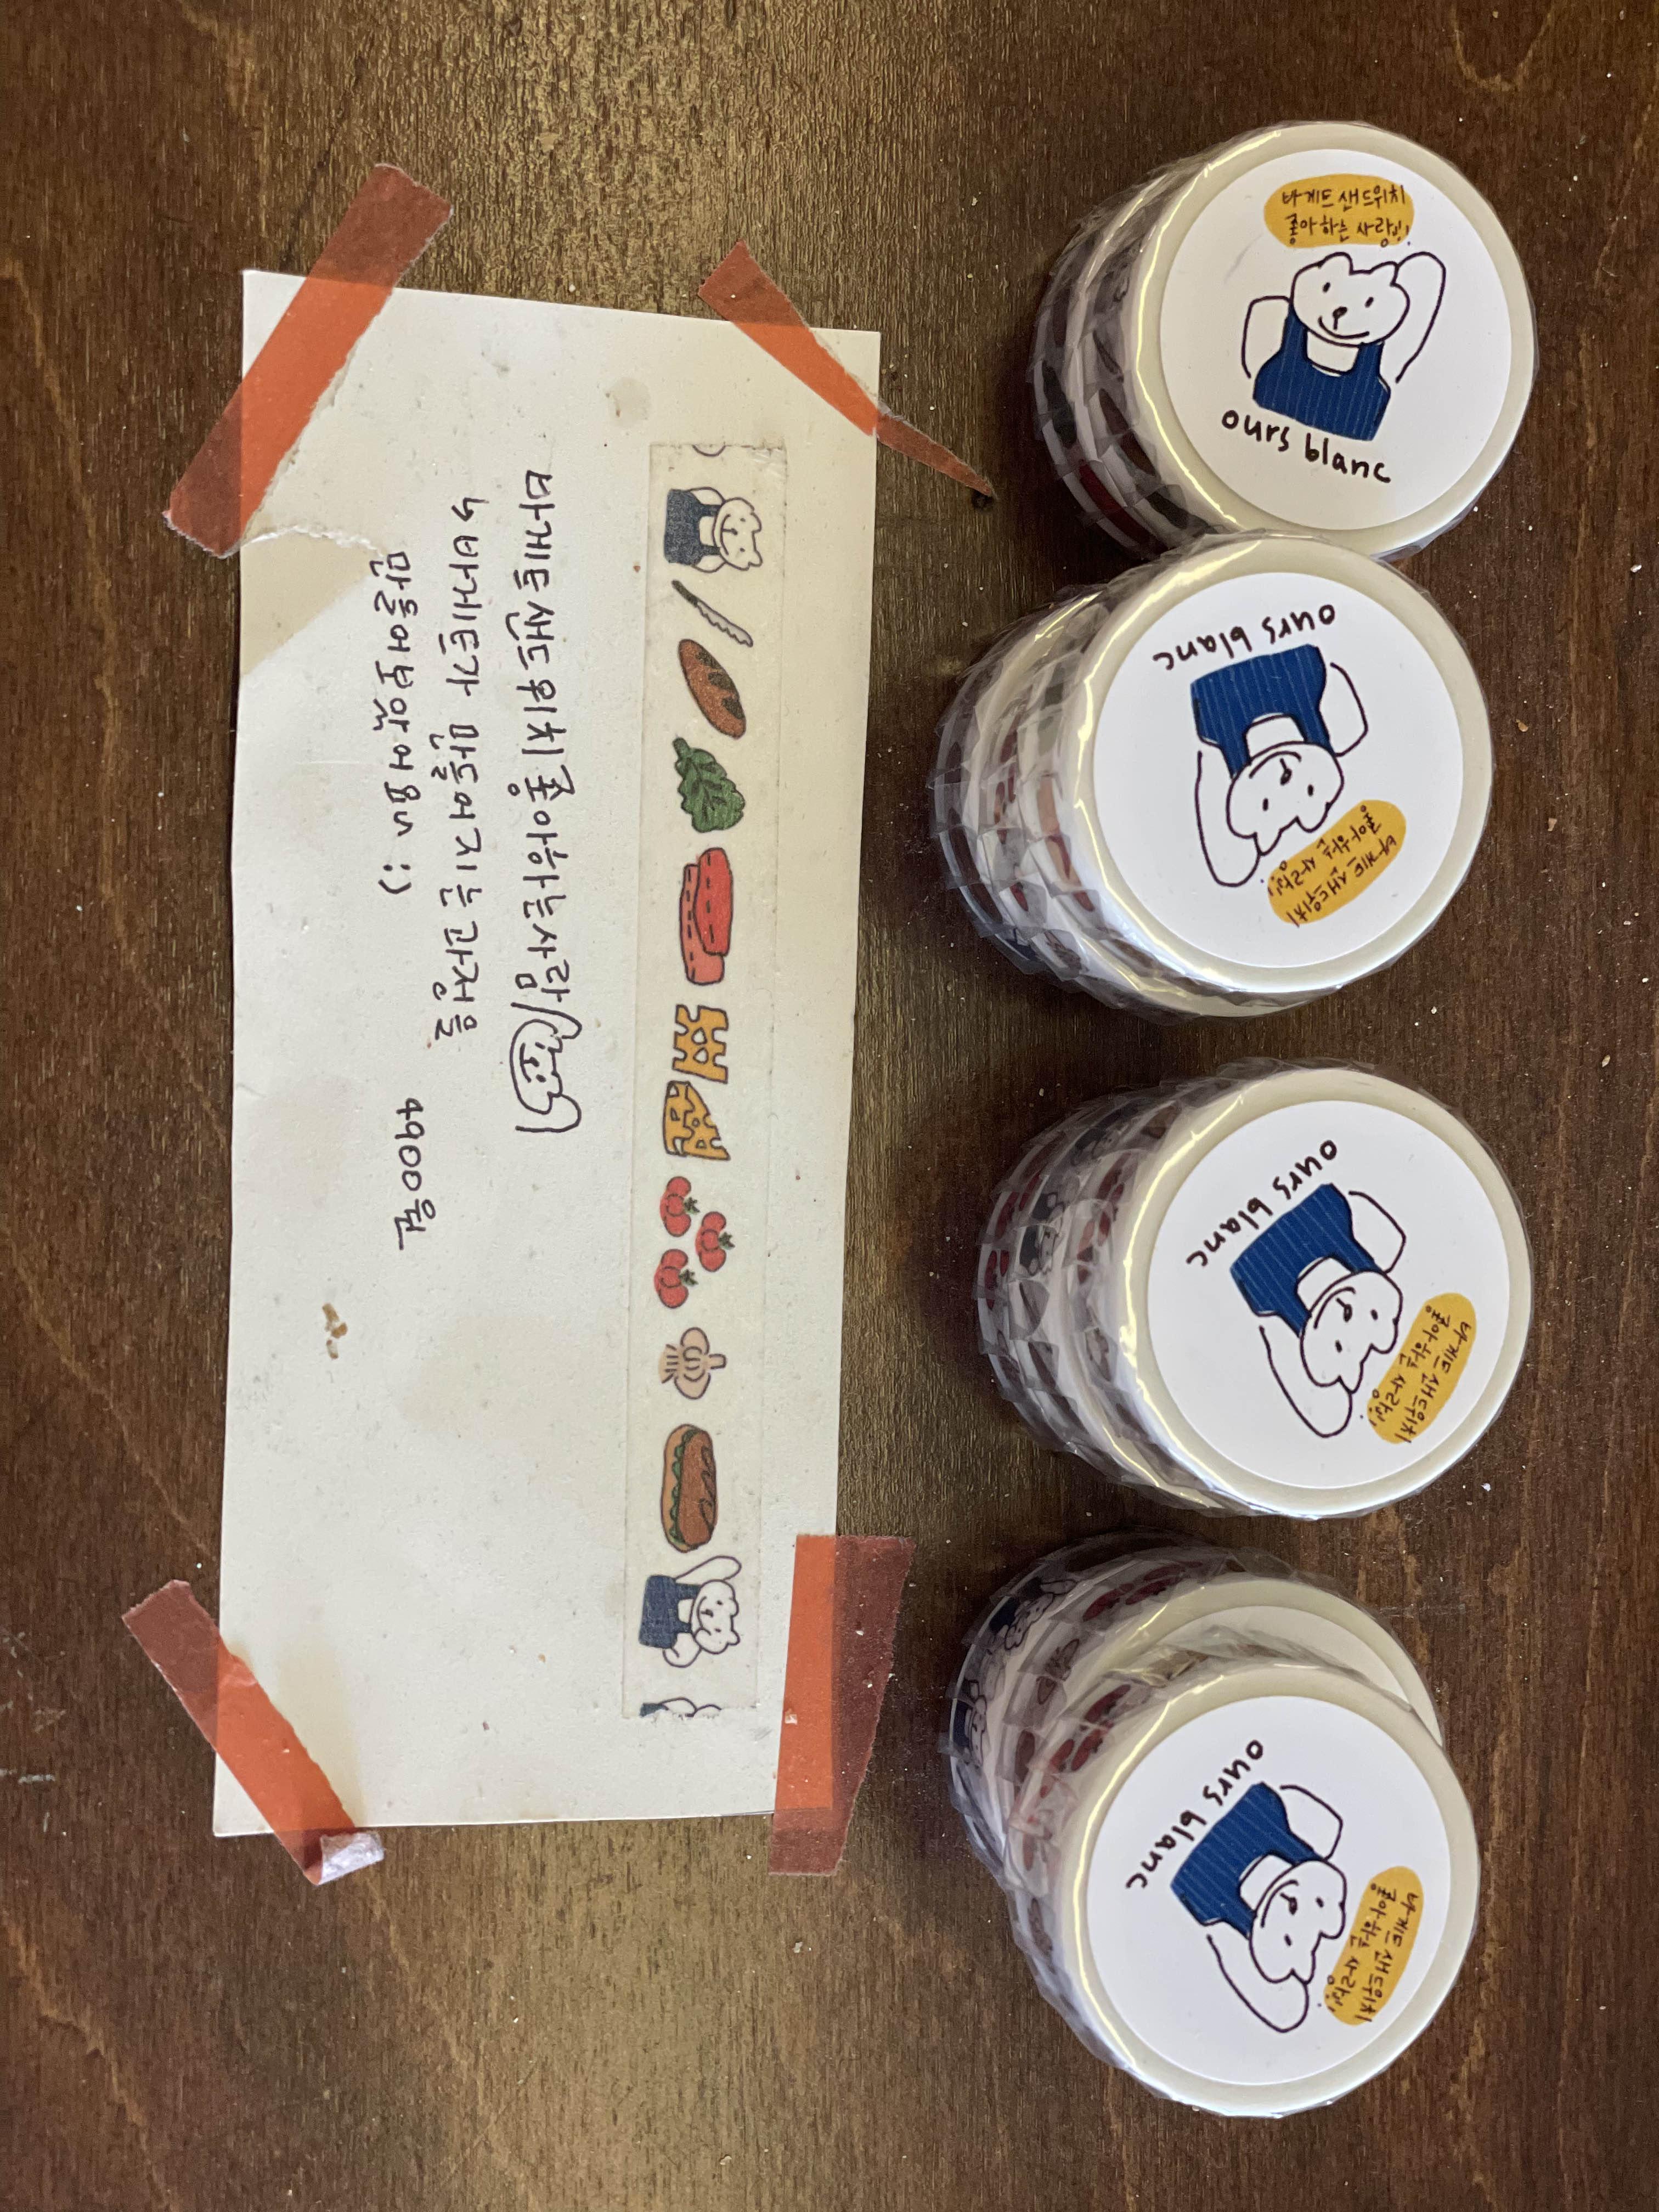 바게트샌드위치 좋아하는사람
↳ 바게트가 만들어지는 과정을
만들어보았어요 :)
4900원
바게트 샌드위치
좋아하는 사람!!
ours blanc
ours blanc
바게트 샌드위치
좋아하는 사람!!
ours blanc
바게트 샌드위치
좋아하는 사람!!
ours blanc
바게트 샌드위치
좋아하는 사람!!